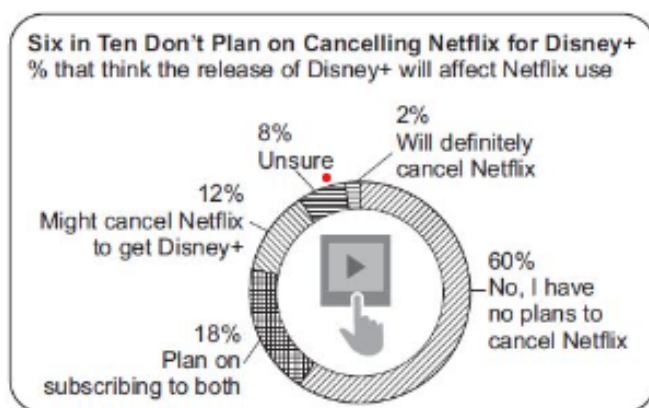 Six in Ten Don't Plan on Cancelling Netflix for Disney+
% that think the release of Disney+ will affect Netflix use
2%
Will definitely
cancel Netflix
8%
Unsure
12%
Might cancel Netflix
to get Disney+
60%
No, I have
no plans to
cancel Netflix
18%
Plan on
subscribing to both